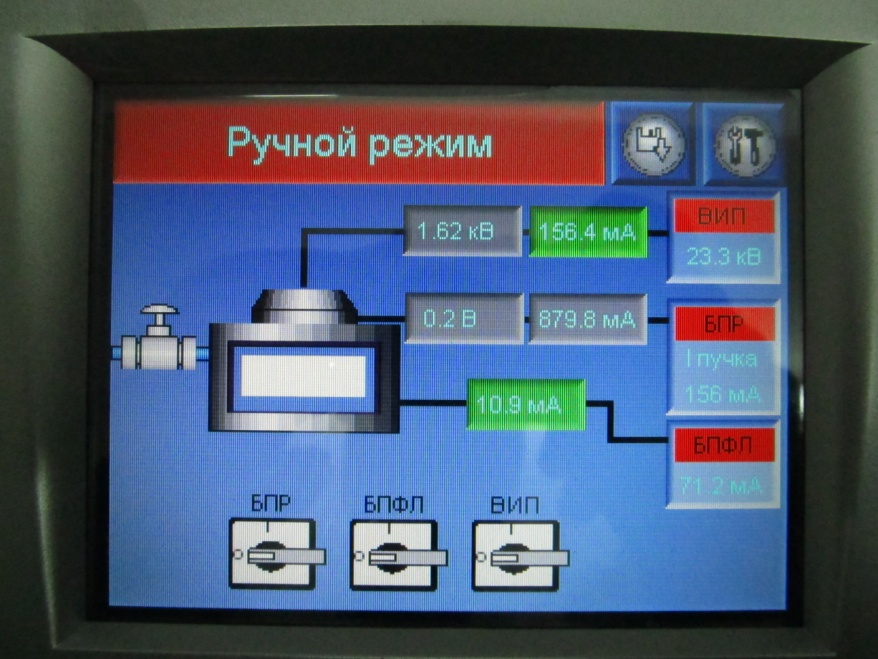 Ручной режим
1.62 кВ
156.4 мА
ВИП
23.3 кВ
0.2 В
879.8 мА
БПР
I пучка
156 мА
10.9 мА
БПФЛ
71.2 мА
БПР
БПФЛ
ВИП